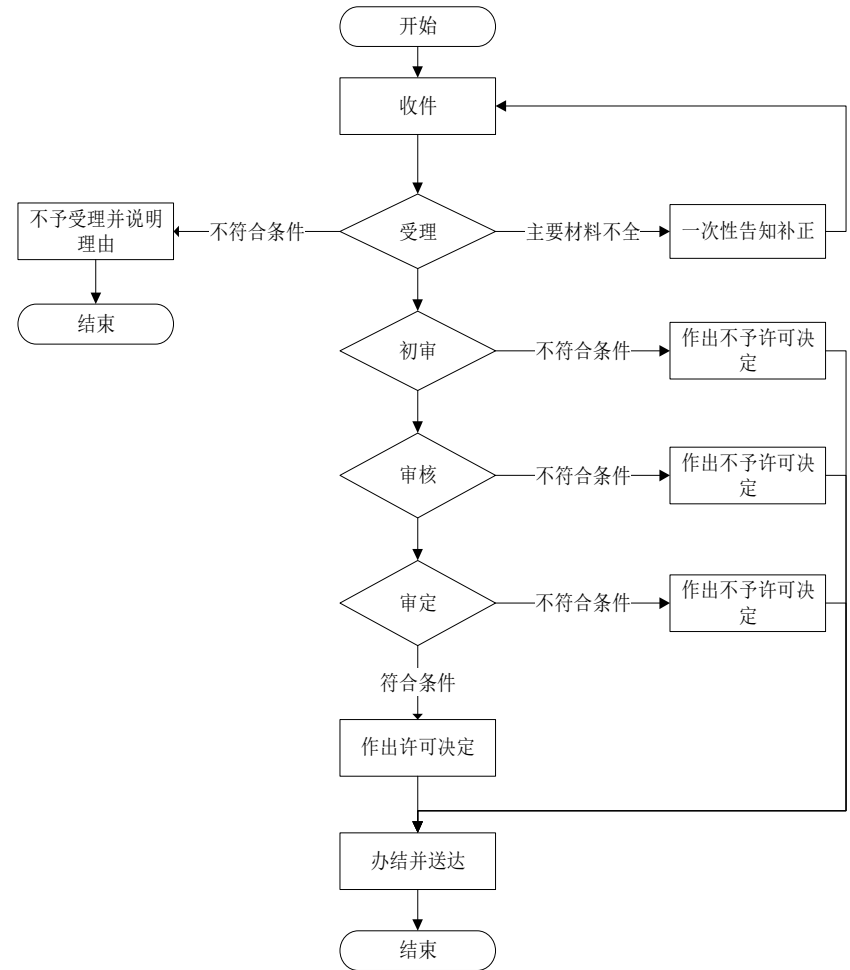 开始
收件
不予受理并说明
理由
不符合条件
受理
主要材料不全
一次性告知补正
结束
初审
不符合条件
作出不予许可决
定
审核
不符合条件
作出不予许可决
定
审定
不符合条件
作出不予许可决
定
符合条件
作出许可决定
办结并送达
结束